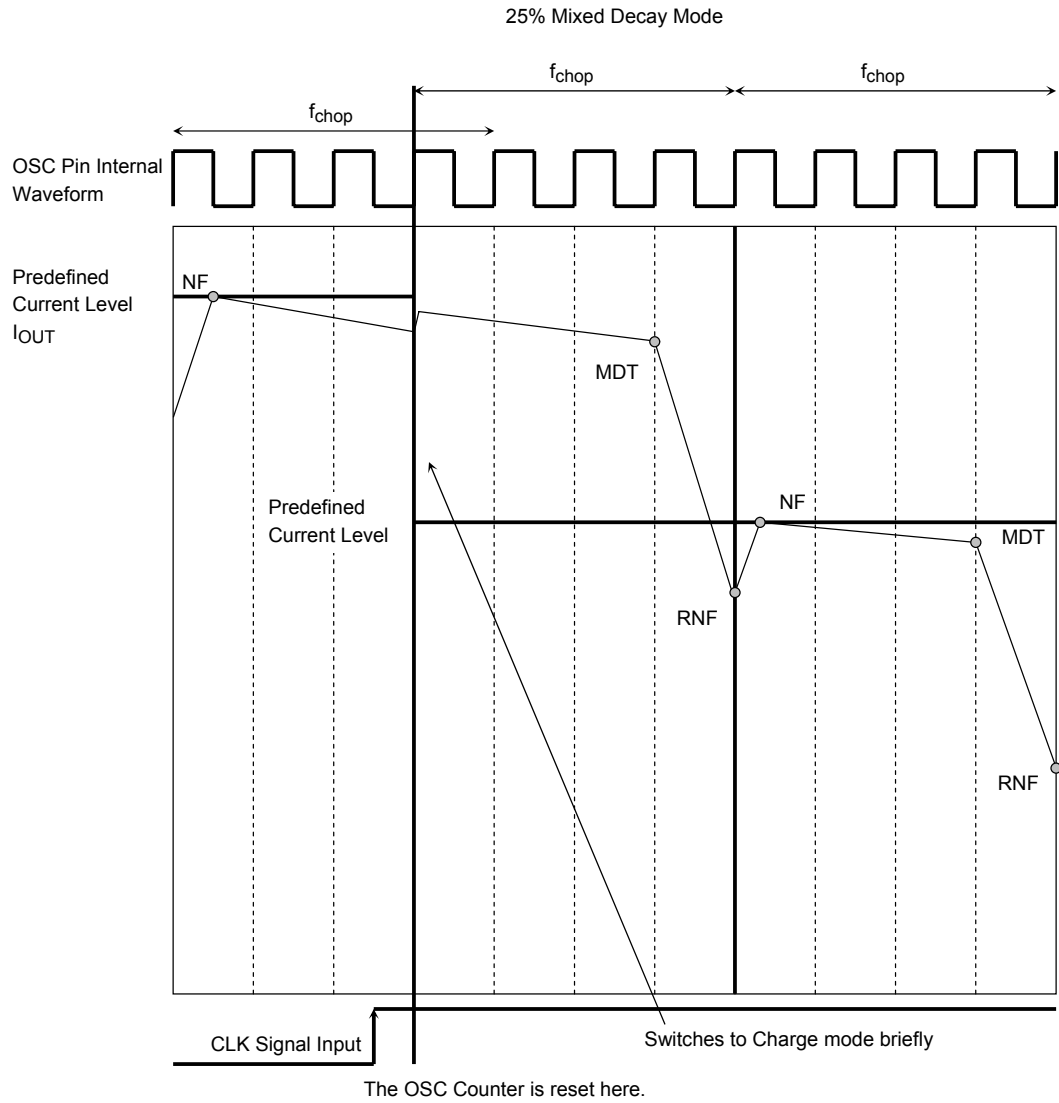 25% Mixed Decay Mode
fchop
fchop
fchop
OSC Pin Internal
Waveform
Predefined
Current Level
IOUT
NF
MDT
Predefined
Current Level
NF
MDT
RNF
RNF
CLK Signal Input
Switches to Charge mode briefly
The OSC Counter is reset here.